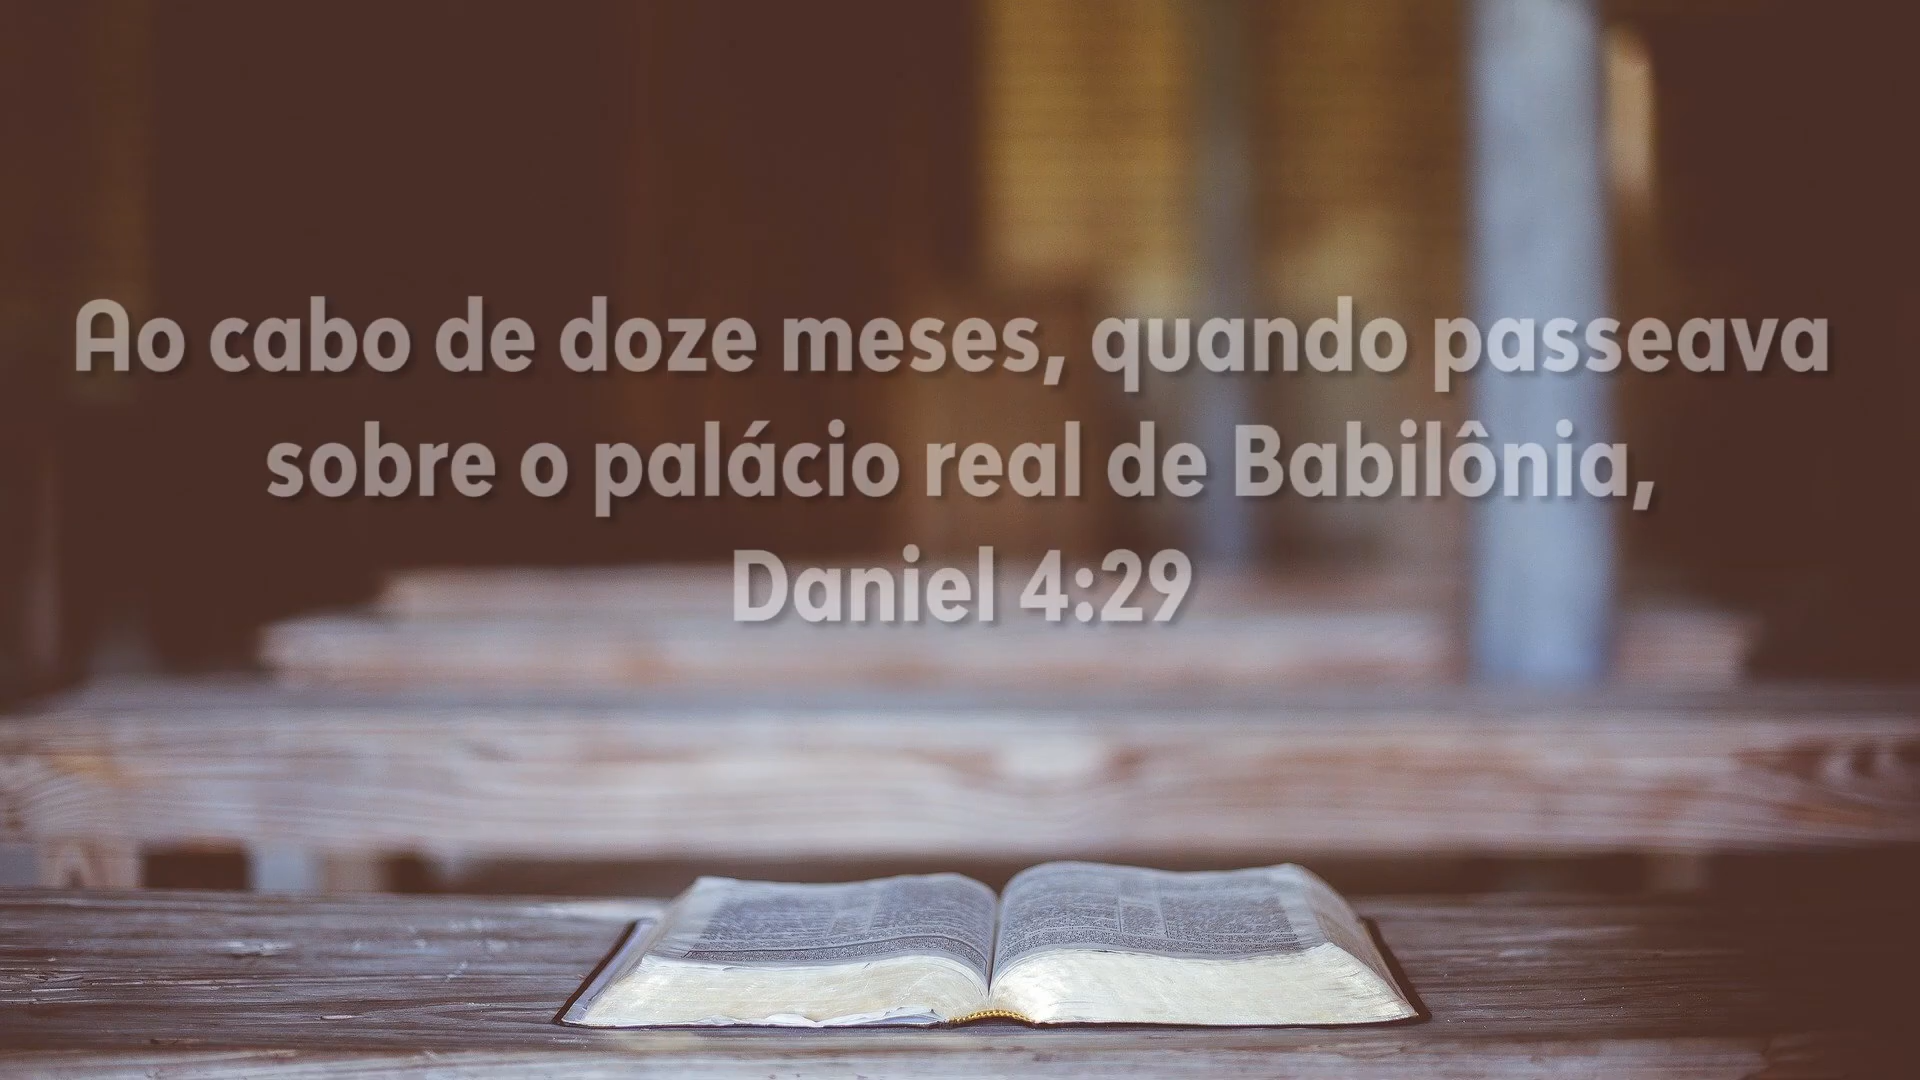 Ao cabo de doze meses, quando passeava
sobre o palácio real de Babilônia,
Daniel 4:29